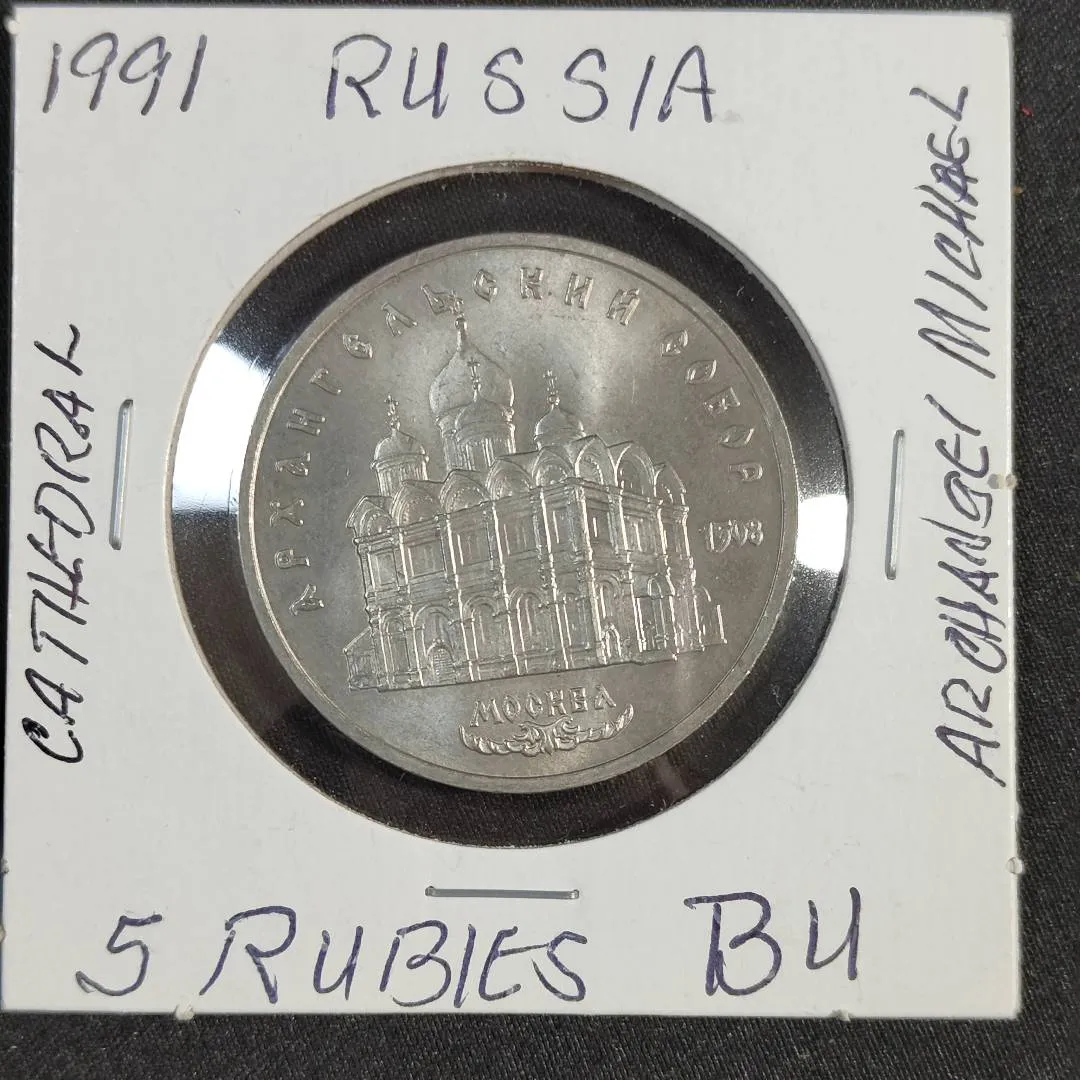 1991 RUSSIA
CATHEDRAL
ARCHANGEL MICHAEL
АРХАНГЕЛЬСКИЙ СОБОР
1508
МОСКВА
5 RUBIES BU